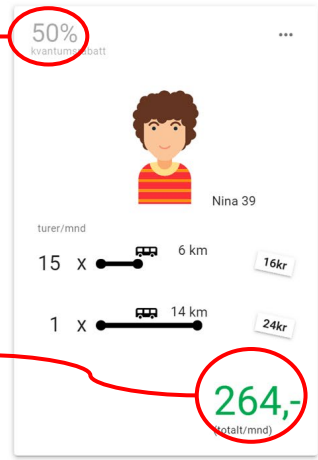 50%
kvantumsrabatt
Nina 39
turer/mnd
15 x 6 km 16kr
1 x 14 km 24kr
264,-
(totalt/mnd)